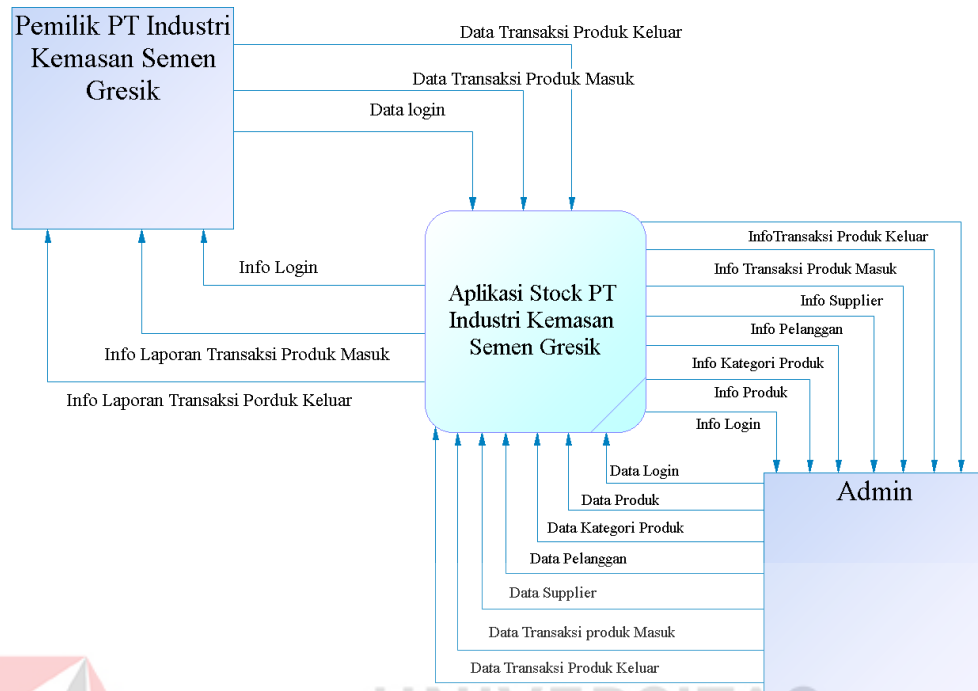 Pemilik PT Industri
Kemasan Semen
Gresik
Data Transaksi Produk Keluar
Data Transaksi Produk Masuk
Data login
Info Login
Info Laporan Transaksi Produk Masuk
Info Laporan Transaksi Porduk Keluar
Aplikasi Stock PT
Industri Kemasan
Semen Gresik
InfoTransaksi Produk Keluar
Info Transaksi Produk Masuk
Info Supplier
Info Pelanggan
Info Kategori Produk
Info Produk
Info Login
Data Login
Data Produk
Data Kategori Produk
Data Pelanggan
Data Supplier
Data Transaksi produk Masuk
Data Transaksi Produk Keluar
Admin